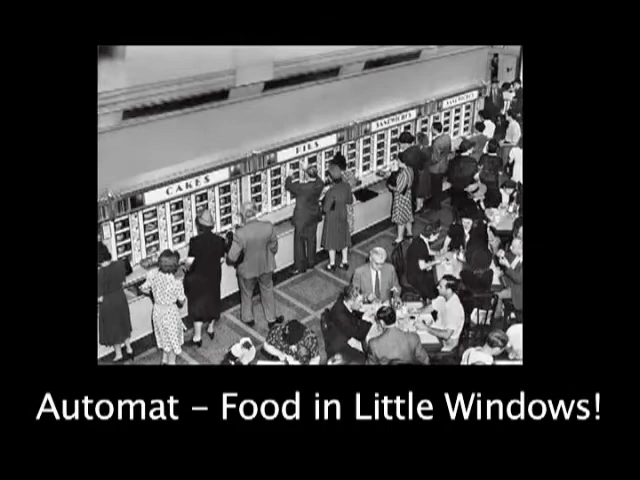 CAKES
PIES
SANDWICHES
SANDWICHES
Automat – Food in Little Windows!